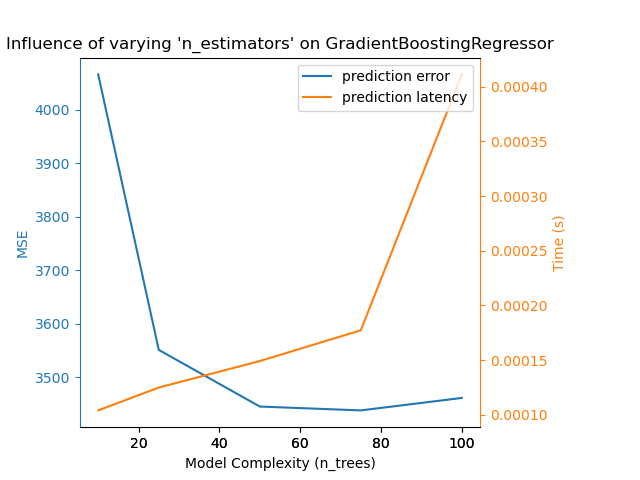 Influence of varying 'n_estimators' on GradientBoostingRegressor
prediction error
prediction latency
MSE
4000
3900
3800
3700
3600
3500
0.00040
0.00035
0.00030
0.00025
0.00020
0.00015
0.00010
Time (s)
20 40 60 80 100
Model Complexity (n_trees)